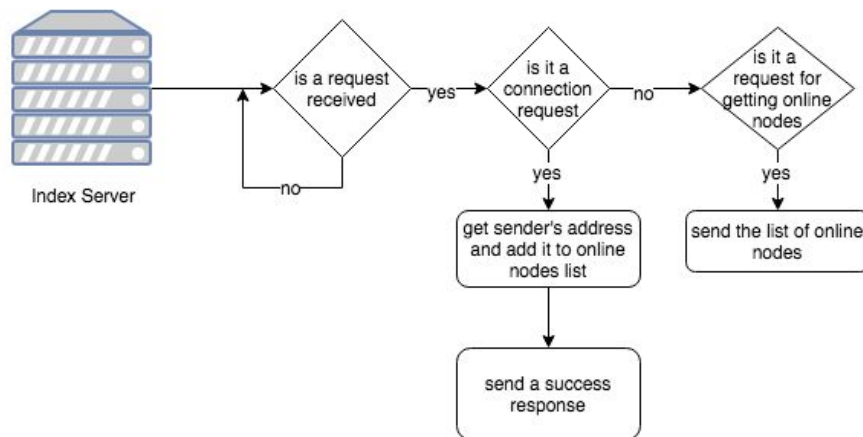 Index Server
is a request
received
yes
no
is it a
connection
request
no
yes
is it a
request for
getting online
nodes
yes
get sender's address
and add it to online
nodes list
send the list of online
nodes
send a success
response